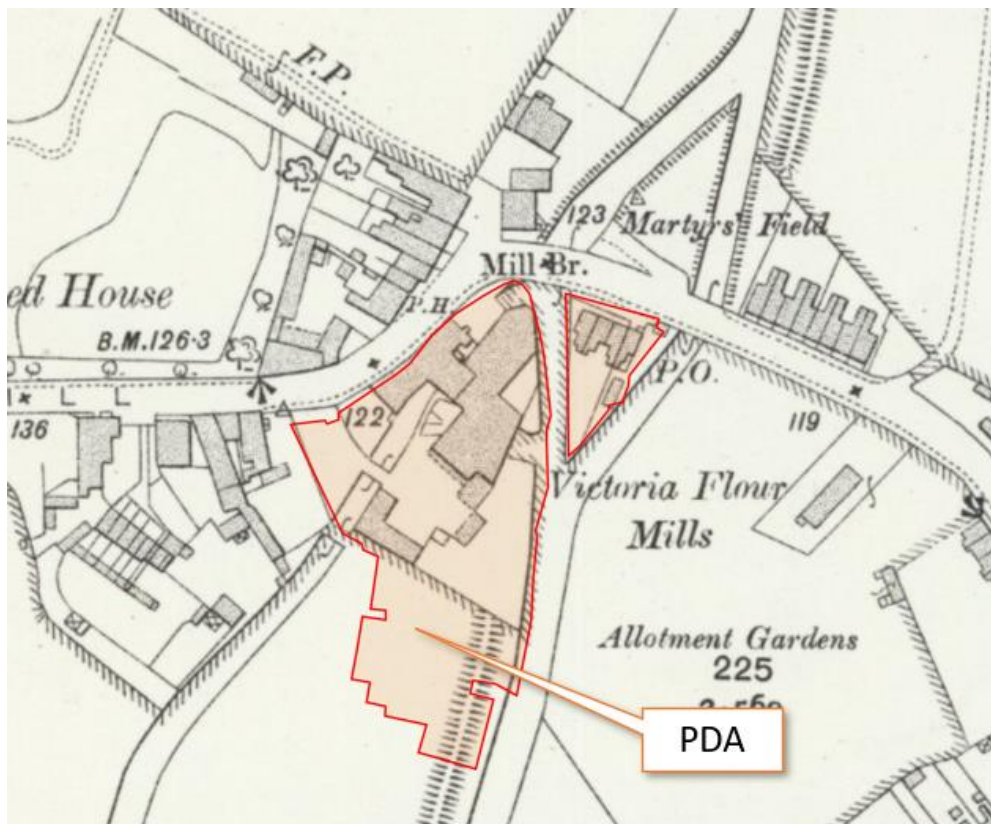 F.P.
123
Martyrs' Field
Mill Br.
ed House
P.H.
B.M.126·3
P.O.
122
136
119
Victoria Flour
Mills
Allotment Gardens
225
PDA